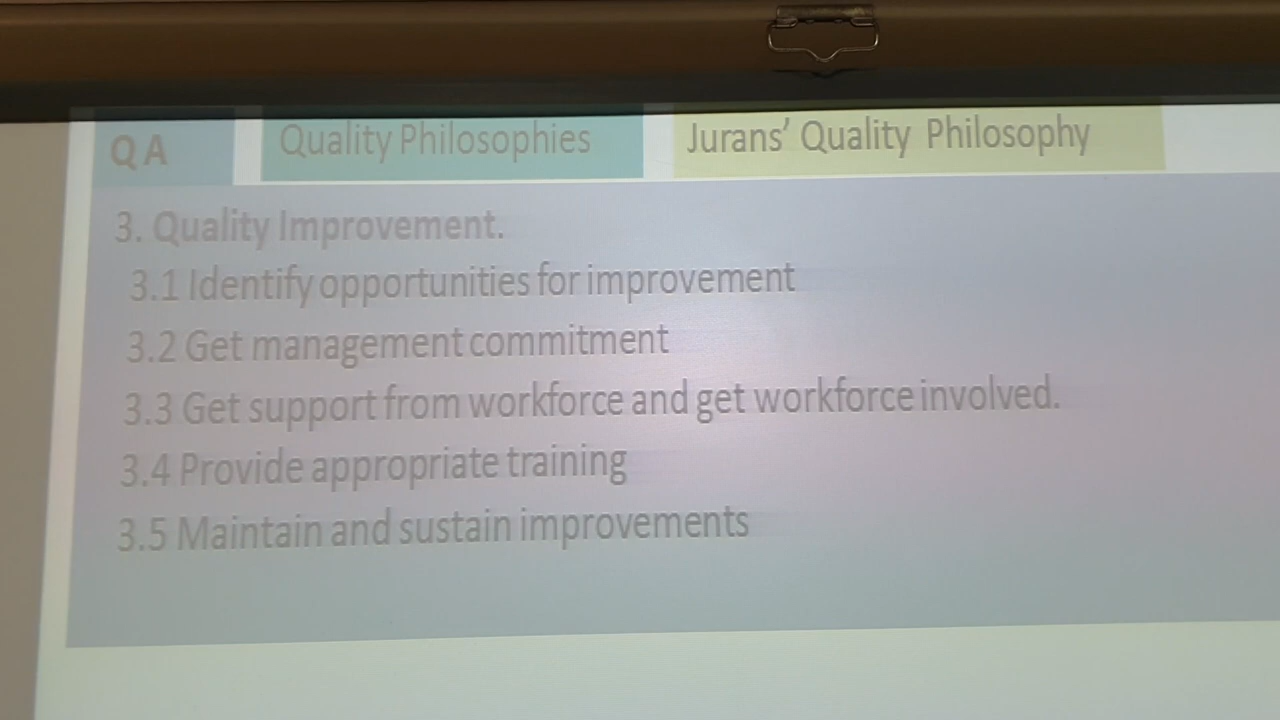 QA
Quality Philosophies
Jurans' Quality Philosophy
3. Quality Improvement.
3.1 Identify opportunities for improvement
3.2 Get management commitment
3.3 Get support from workforce and get workforce involved.
3.4 Provide appropriate training
3.5 Maintain and sustain improvements